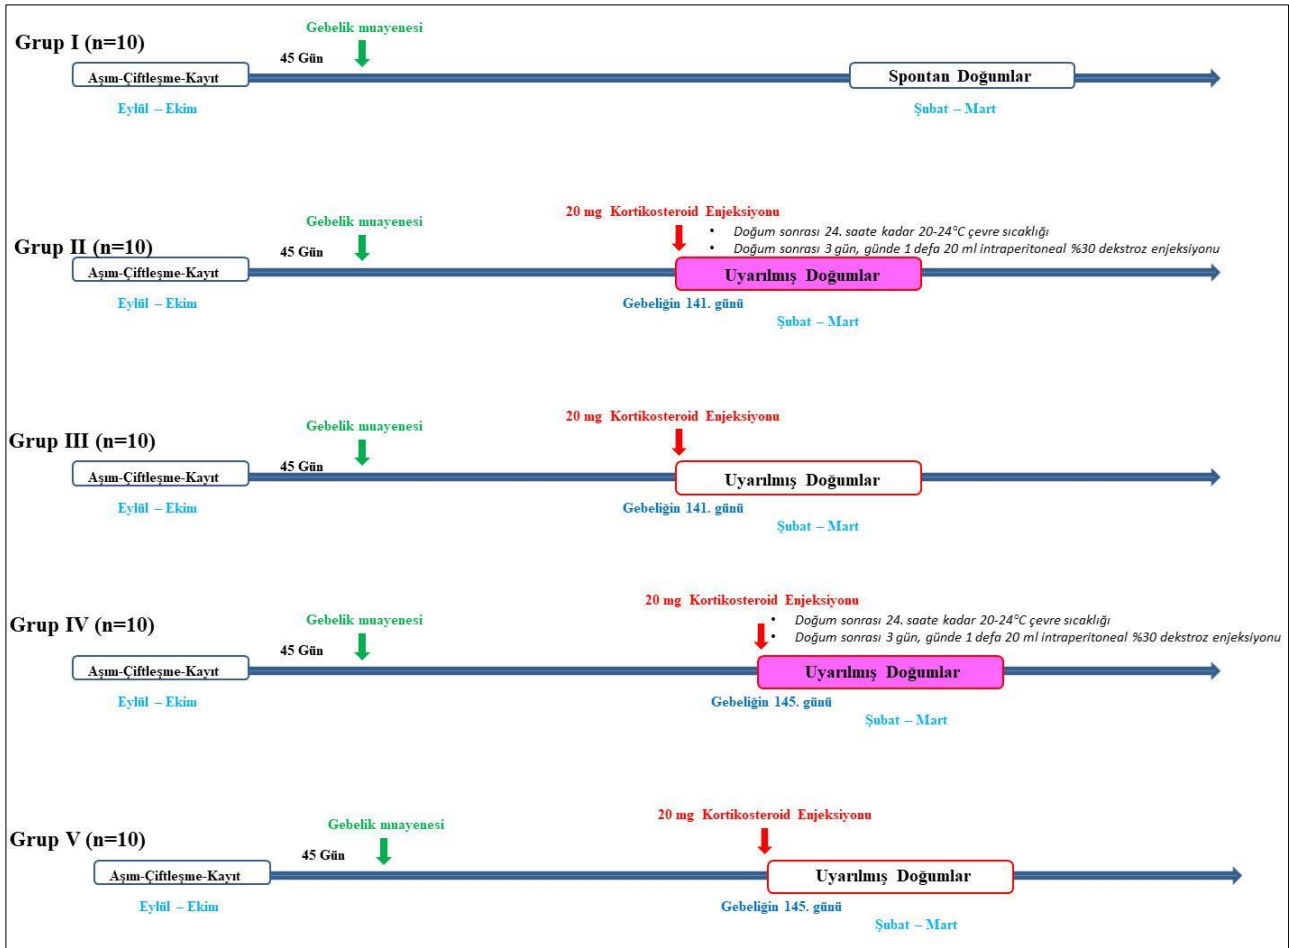 Gebelik muayenesi
Grup I (n=10)
45 Gün
Aşım-Çiftleşme-Kayıt
Spontan Doğumlar
Eylül – Ekim
Şubat – Mart
Gebelik muayenesi
20 mg Kortikosteroid Enjeksiyonu
• Doğum sonrası 24. saate kadar 20-24°C çevre sıcaklığı
Grup II (n=10)
45 Gün
• Doğum sonrası 3 gün, günde 1 defa 20 ml intraperitoneal %30 dekstroz enjeksiyonu
Aşım-Çiftleşme-Kayıt
Uyarılmış Doğumlar
Eylül – Ekim
Gebeliğin 141. günü
Şubat – Mart
20 mg Kortikosteroid Enjeksiyonu
Gebelik muayenesi
Grup III (n=10)
45 Gün
Aşım-Çiftleşme-Kayıt
Uyarılmış Doğumlar
Eylül – Ekim
Gebeliğin 141. günü
Şubat – Mart
20 mg Kortikosteroid Enjeksiyonu
Gebelik muayenesi
• Doğum sonrası 24. saate kadar 20-24°C çevre sıcaklığı
Grup IV (n=10)
• Doğum sonrası 3 gün, günde 1 defa 20 ml intraperitoneal %30 dekstroz enjeksiyonu
45 Gün
Aşım-Çiftleşme-Kayıt
Uyarılmış Doğumlar
Eylül – Ekim
Gebeliğin 145. günü
Şubat – Mart
20 mg Kortikosteroid Enjeksiyonu
Gebelik muayenesi
Grup V (n=10)
45 Gün
Aşım-Çiftleşme-Kayıt
Uyarılmış Doğumlar
Eylül – Ekim
Gebeliğin 145. günü
Şubat – Mart